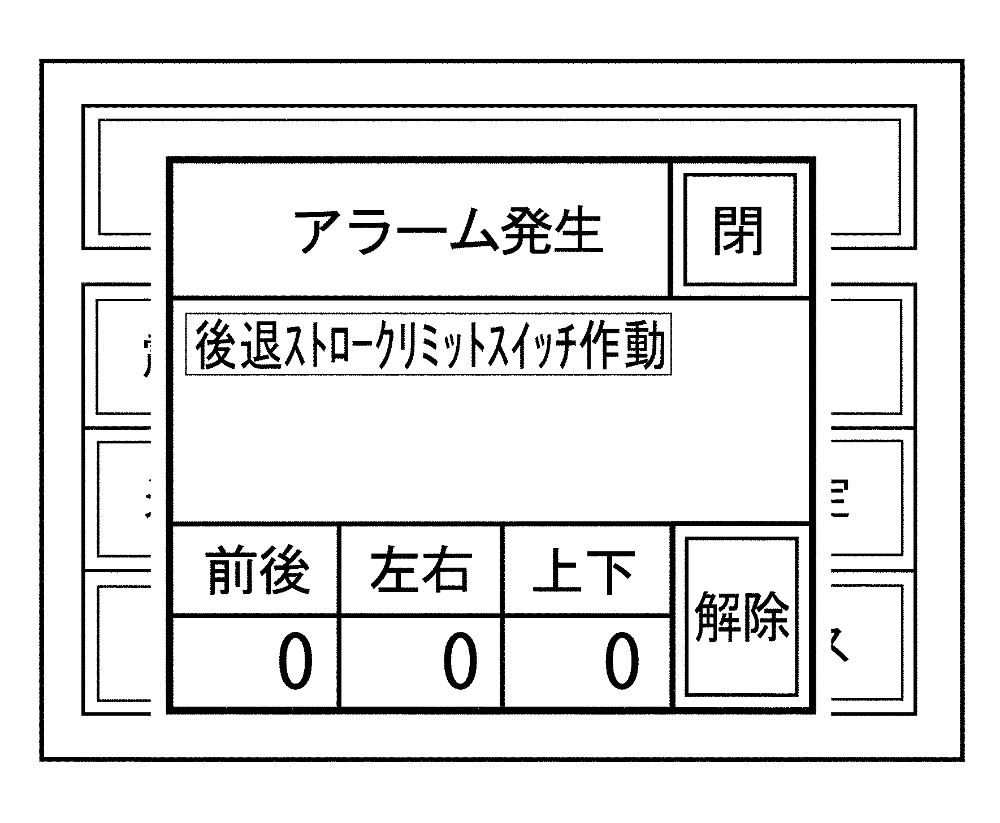 アラーム発生 閉
後退ｽﾄﾛｰｸﾘﾐｯﾄｽｲｯﾁ作動
前後 左右 上下
解除
0 0 0